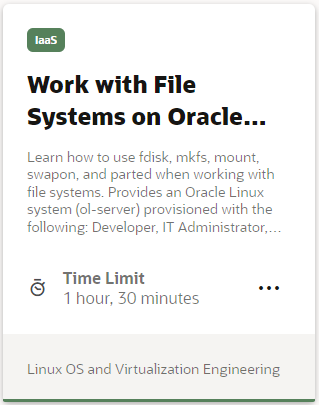 IaaS
Work with File
Systems on Oracle...
Learn how to use fdisk, mkfs, mount,
swapon, and parted when working with
file systems. Provides an Oracle Linux
system (ol-server) provisioned with the
following: Developer, IT Administrator,...
Time Limit
1 hour, 30 minutes
Linux OS and Virtualization Engineering